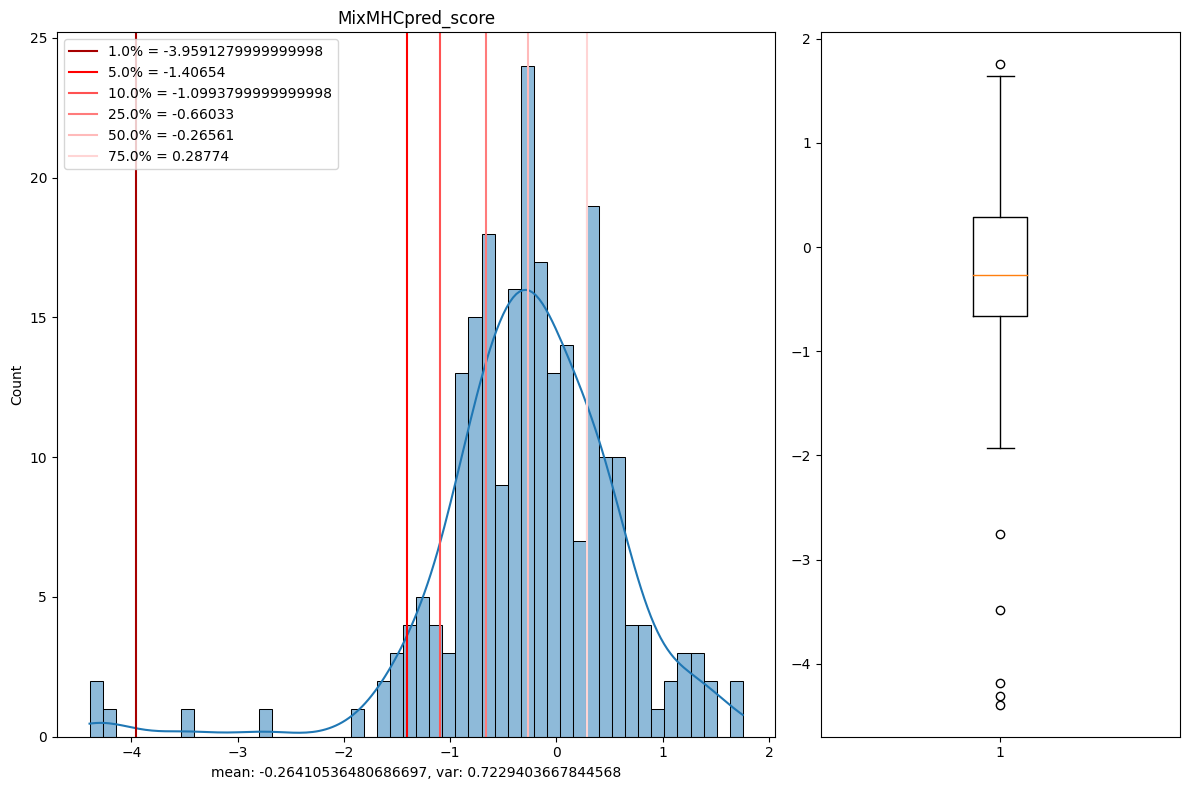 MixMHCpred_score
1.0% = -3.9591279999999998
5.0% = -1.40654
10.0% = -1.0993799999999998
25.0% = -0.66033
50.0% = -0.26561
75.0% = 0.28774
25
20
15
10
5
0
Count
−4
−3
−2
−1
0
1
2
mean: -0.26410536480686697, var: 0.7229403667844568
2
1
0
−1
−2
−3
−4
1